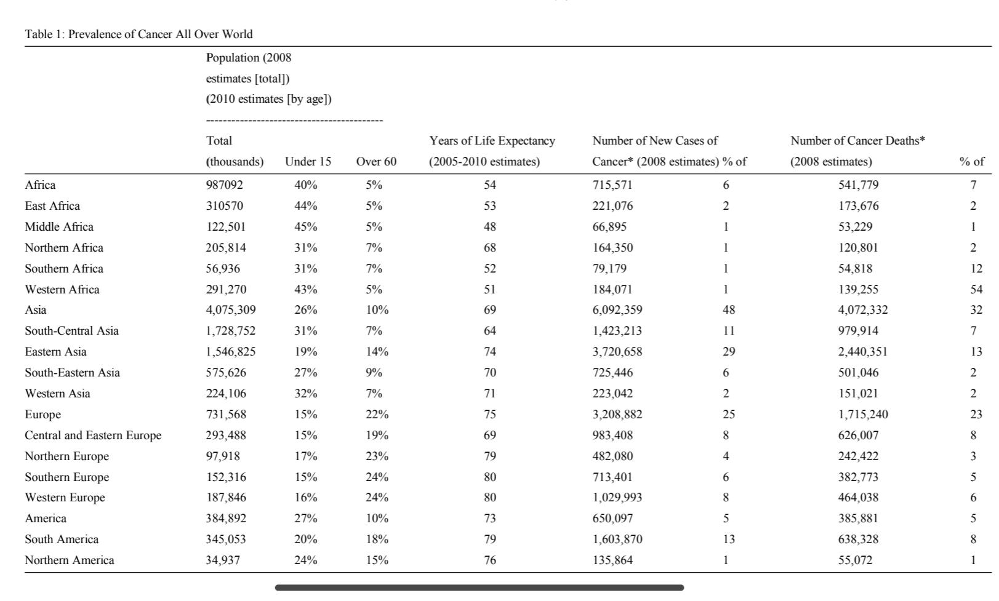 Table 1: Prevalence of Cancer All Over World
Population (2008
estimates [total])
(2010 estimates [by age])
------------------------------------------
Total Years of Life Expectancy Number of New Cases of Number of Cancer Deaths*
(thousands) Under 15 Over 60 (2005-2010 estimates) Cancer* (2008 estimates) % of (2008 estimates) % of
Africa 987092 40% 5% 54 715,571 6 541,779 7
East Africa 310570 44% 5% 53 221,076 2 173,676 2
Middle Africa 122,501 45% 5% 48 66,895 1 53,229 1
Northern Africa 205,814 31% 7% 68 164,350 1 120,801 2
Southern Africa 56,936 31% 7% 52 79,179 1 54,818 12
Western Africa 291,270 43% 5% 51 184,071 1 139,255 54
Asia 4,075,309 26% 10% 69 6,092,359 48 4,072,332 32
South-Central Asia 1,728,752 31% 7% 64 1,423,213 11 979,914 7
Eastern Asia 1,546,825 19% 14% 74 3,720,658 29 2,440,351 13
South-Eastern Asia 575,626 27% 9% 70 725,446 6 501,046 2
Western Asia 224,106 32% 7% 71 223,042 2 151,021 2
Europe 731,568 15% 22% 75 3,208,882 25 1,715,240 23
Central and Eastern Europe 293,488 15% 19% 69 983,408 8 626,007 8
Northern Europe 97,918 17% 23% 79 482,080 4 242,422 3
Southern Europe 152,316 15% 24% 80 713,401 6 382,773 5
Western Europe 187,846 16% 24% 80 1,029,993 8 464,038 6
America 384,892 27% 10% 73 650,097 5 385,881 5
South America 345,053 20% 18% 79 1,603,870 13 638,328 8
Northern America 34,937 24% 15% 76 135,864 1 55,072 1